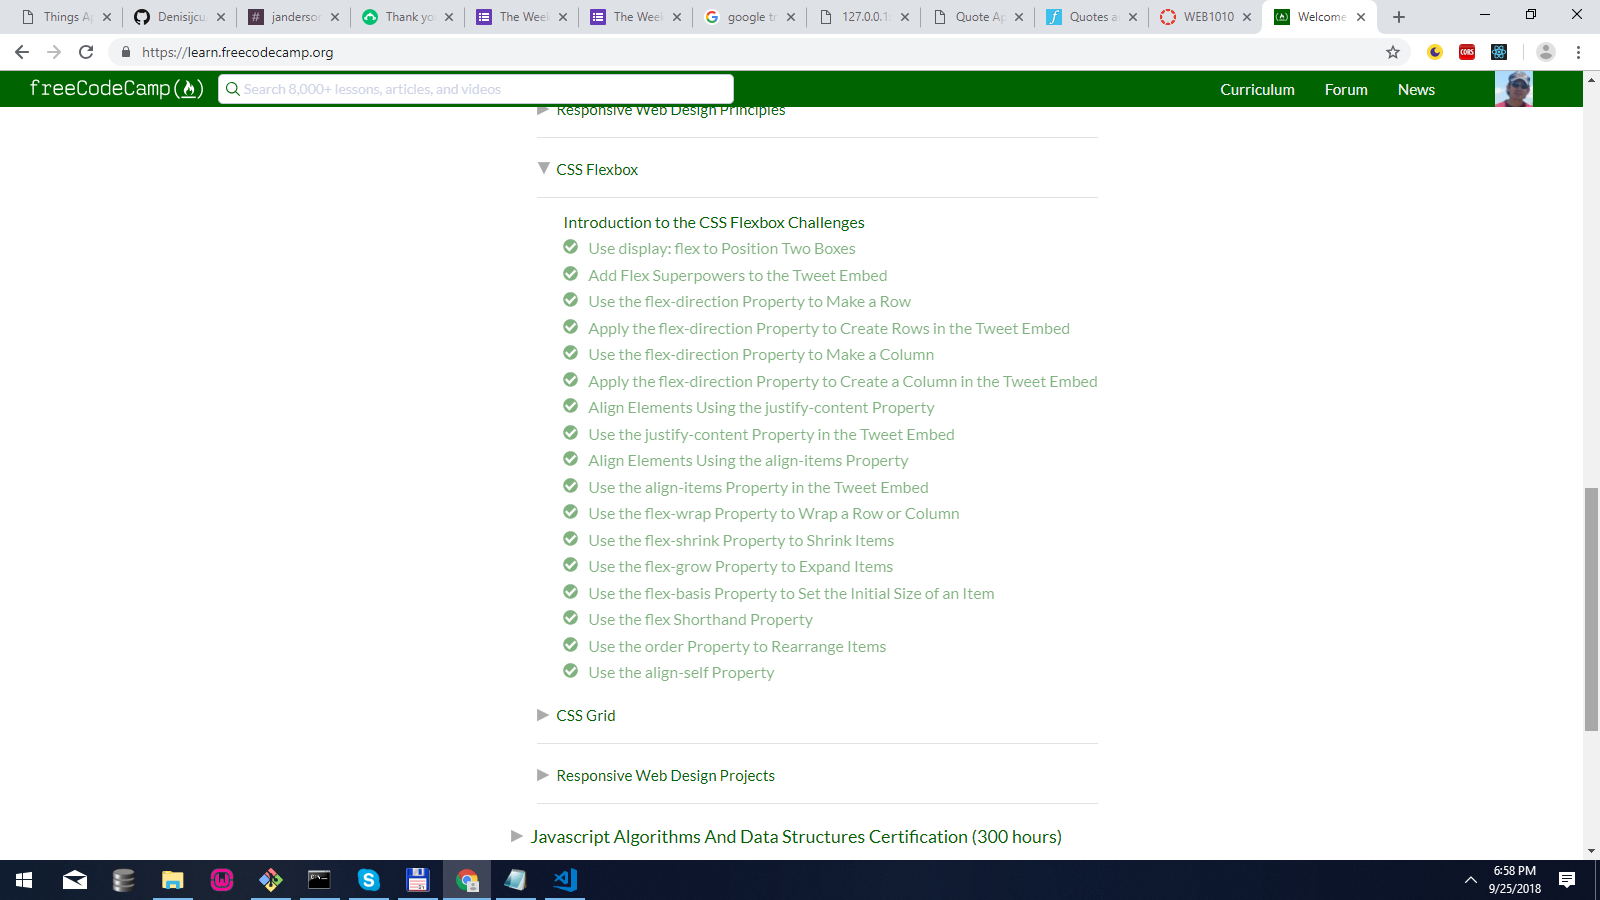 Things Ap
Denisijcu
janderson
Thank you
The Week
The Week
google tr
127.0.0.1:
Quote Ap
Quotes a
WEB1010
Welcome
https://learn.freecodecamp.org
CORS
freeCodeCamp
Search 8,000+ lessons, articles, and videos
Curriculum
Forum
News
Responsive Web Design Principles
CSS Flexbox
Introduction to the CSS Flexbox Challenges
Use display: flex to Position Two Boxes
Add Flex Superpowers to the Tweet Embed
Use the flex-direction Property to Make a Row
Apply the flex-direction Property to Create Rows in the Tweet Embed
Use the flex-direction Property to Make a Column
Apply the flex-direction Property to Create a Column in the Tweet Embed
Align Elements Using the justify-content Property
Use the justify-content Property in the Tweet Embed
Align Elements Using the align-items Property
Use the align-items Property in the Tweet Embed
Use the flex-wrap Property to Wrap a Row or Column
Use the flex-shrink Property to Shrink Items
Use the flex-grow Property to Expand Items
Use the flex-basis Property to Set the Initial Size of an Item
Use the flex Shorthand Property
Use the order Property to Rearrange Items
Use the align-self Property
CSS Grid
Responsive Web Design Projects
Javascript Algorithms And Data Structures Certification (300 hours)
6:58 PM
9/25/2018